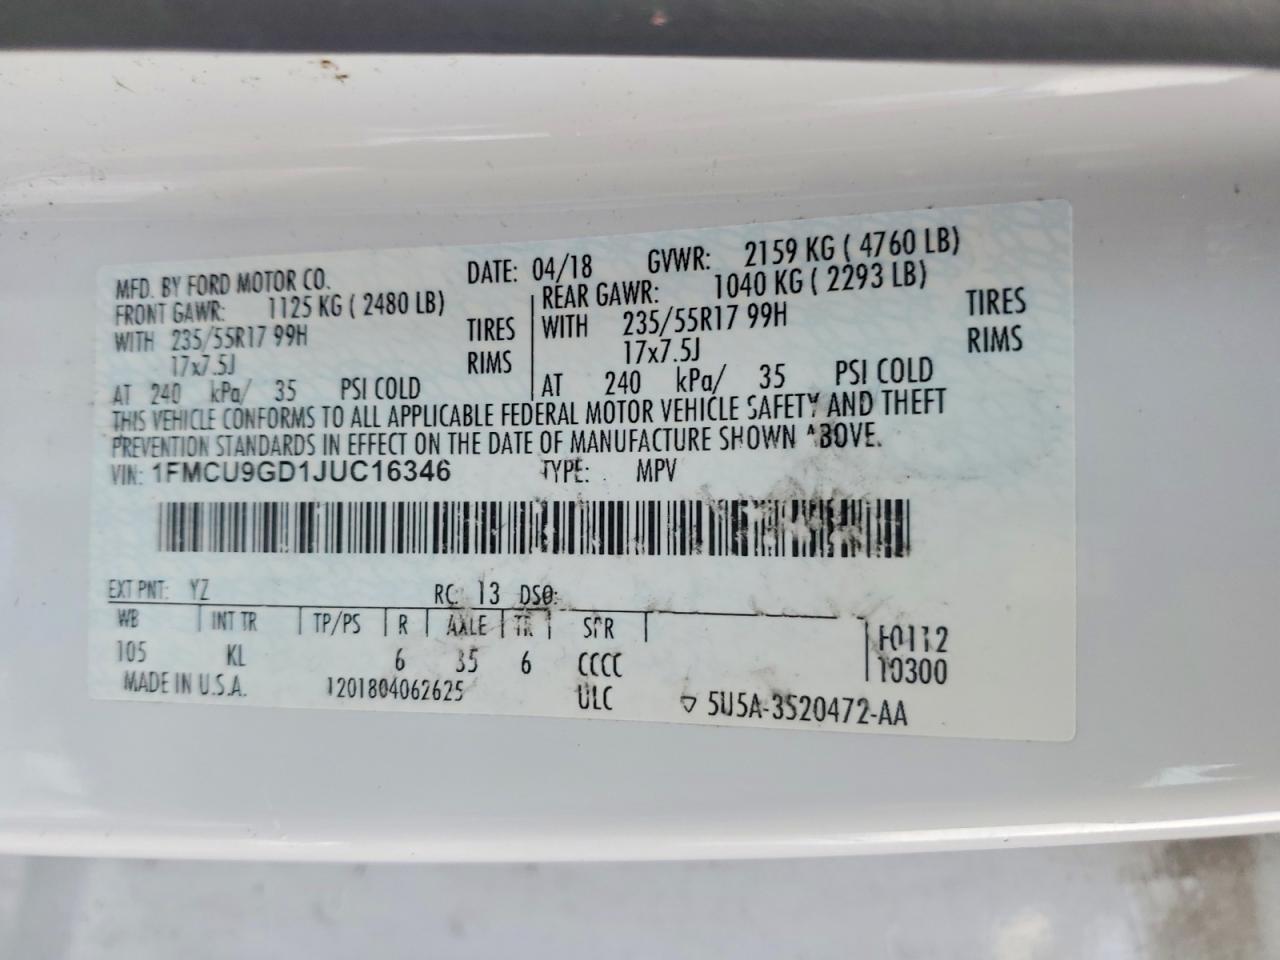 MFD. BY FORD MOTOR CO. DATE: 04/18 GVWR: 2159 KG ( 4760 LB)
FRONT GAWR: 1125 KG ( 2480 LB) REAR GAWR: 1040 KG ( 2293 LB)
WITH 235/55R17 99H TIRES WITH 235/55R17 99H TIRES
17x7.5J RIMS 17x7.5J RIMS
AT 240 kPa/ 35 PSI COLD AT 240 kPa/ 35 PSI COLD
THIS VEHICLE CONFORMS TO ALL APPLICABLE FEDERAL MOTOR VEHICLE SAFETY AND THEFT
PREVENTION STANDARDS IN EFFECT ON THE DATE OF MANUFACTURE SHOWN ABOVE.
VIN: 1FMCU9GD1JUC16346 TYPE: MPV
EXT PNT: YZ RC: 13 DSO:
WB INT TR TP/PS R AXLE TR SPR
105 KL 6 35 6 CCCC
10300
MADE IN U.S.A. 1201804062625 ULC 5U5A-3520472-AA